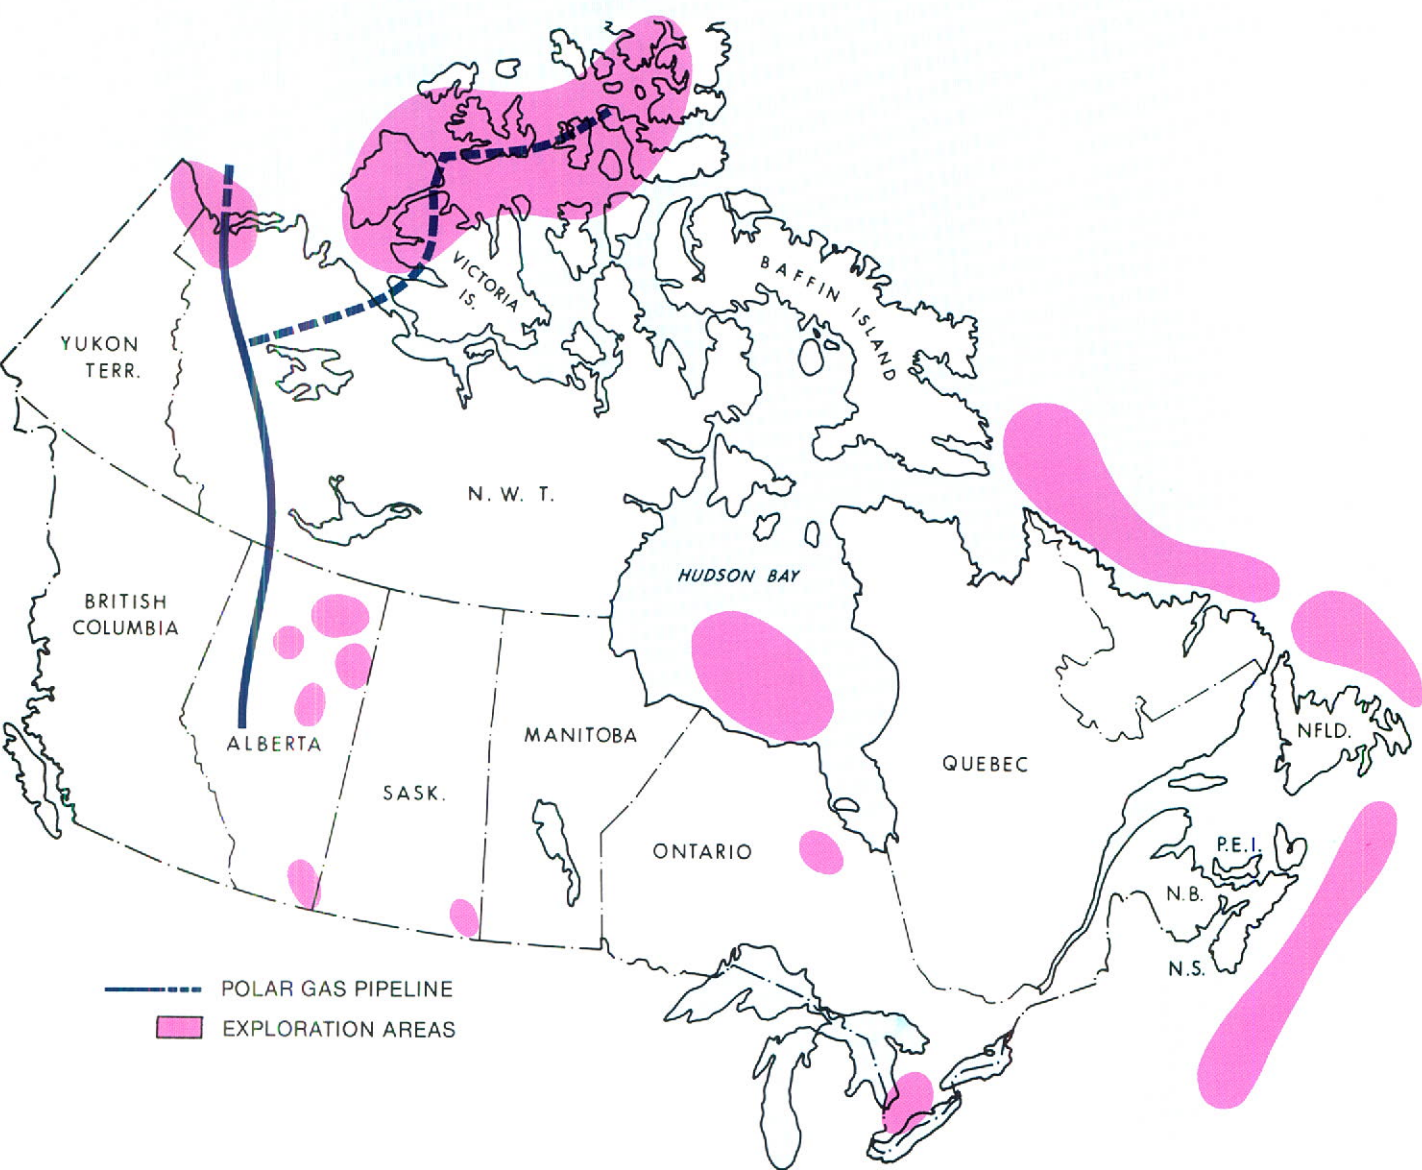 VICTORIA
IS.
BAFFIN ISLAND
YUKON
TERR.
N. W. T.
HUDSON BAY
BRITISH
COLUMBIA
ALBERTA
SASK.
MANITOBA
ONTARIO
QUEBEC
NFLD.
P.E.I.
N.B.
N.S.
POLAR GAS PIPELINE
EXPLORATION AREAS